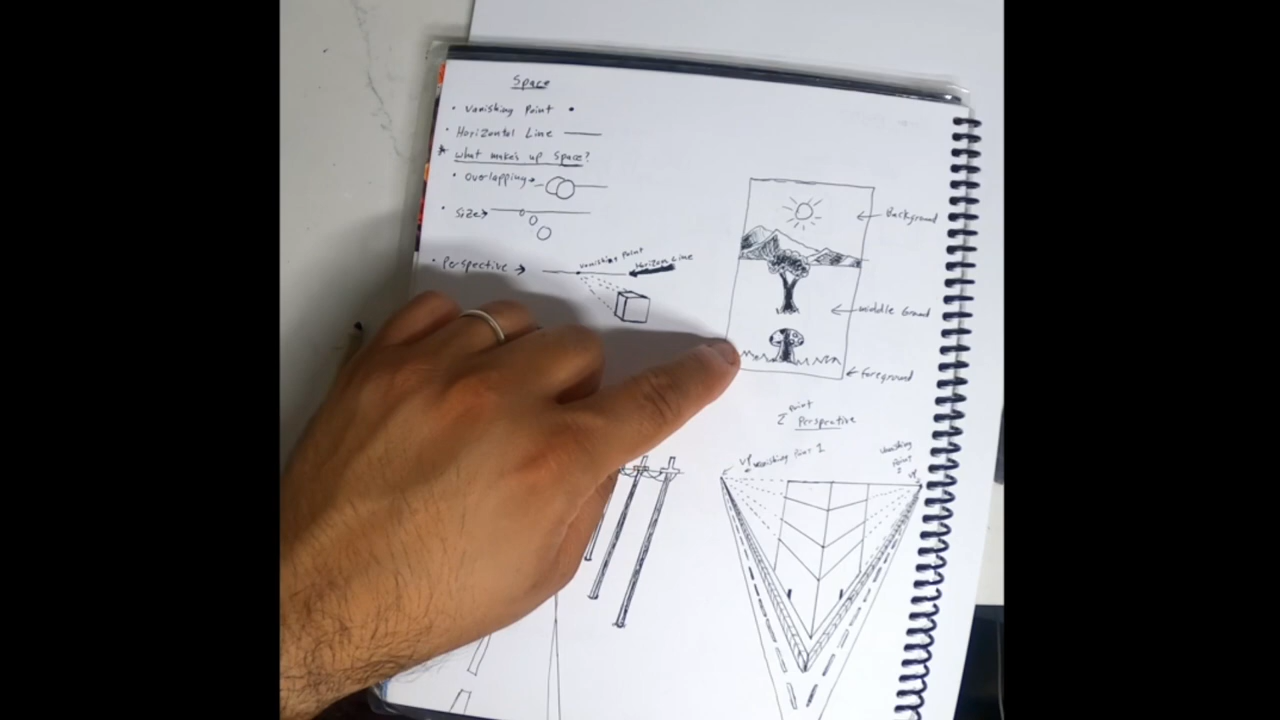 Space
• Vanishing Point •
• Horizontal Line
* what makes up Space?
• Overlapping
• Size
• Perspective
Vanishing Point
Horizon Line
Background
middle Ground
foreground
2 Point
Perspective
VP Vanishing Point 1
Vanishing
Point
2
VP